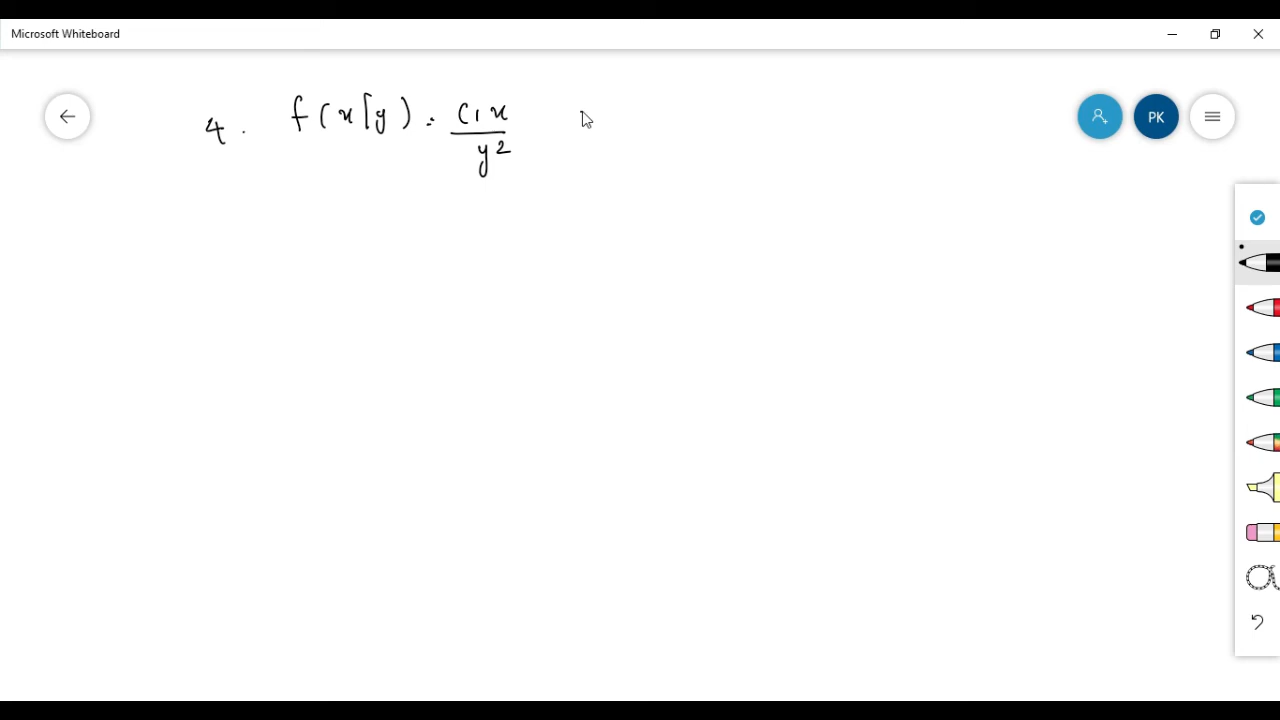 Microsoft Whiteboard
4. f(x|y) = c₁x / y²
PK